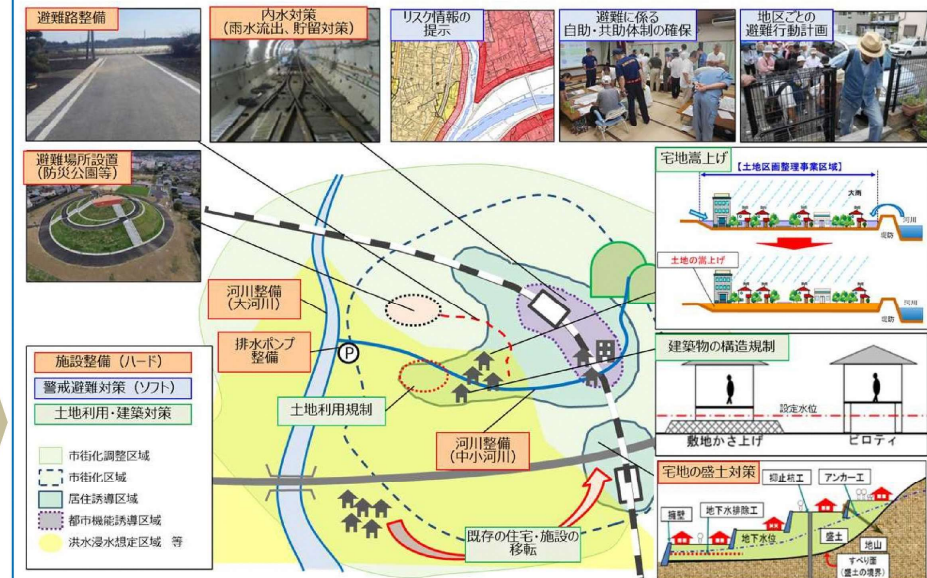 避難路整備
内水対策
(雨水流出、貯留対策)
リスク情報の
提示
避難に係る
自助・共助体制の確保
地区ごとの
避難行動計画
避難場所設置
(防災公園等)
宅地嵩上げ
【土地区画整理事業区域】
大雨
河川
堤防
土地の嵩上げ
河川
堤防
河川整備
(大河川)
排水ポンプ
整備
P
土地利用規制
河川整備
(中小河川)
既存の住宅・施設の
移転
建築物の構造規制
設定水位
敷地かさ上げ
ピロティ
宅地の盛土対策
擁壁
地下水排除工
抑止杭工
アンカー工
地下水位
盛土
地山
すべり面
(盛土の境界)
施設整備(ハード)
警戒避難対策(ソフト)
土地利用・建築対策
市街化調整区域
市街化区域
居住誘導区域
都市機能誘導区域
洪水浸水想定区域 等